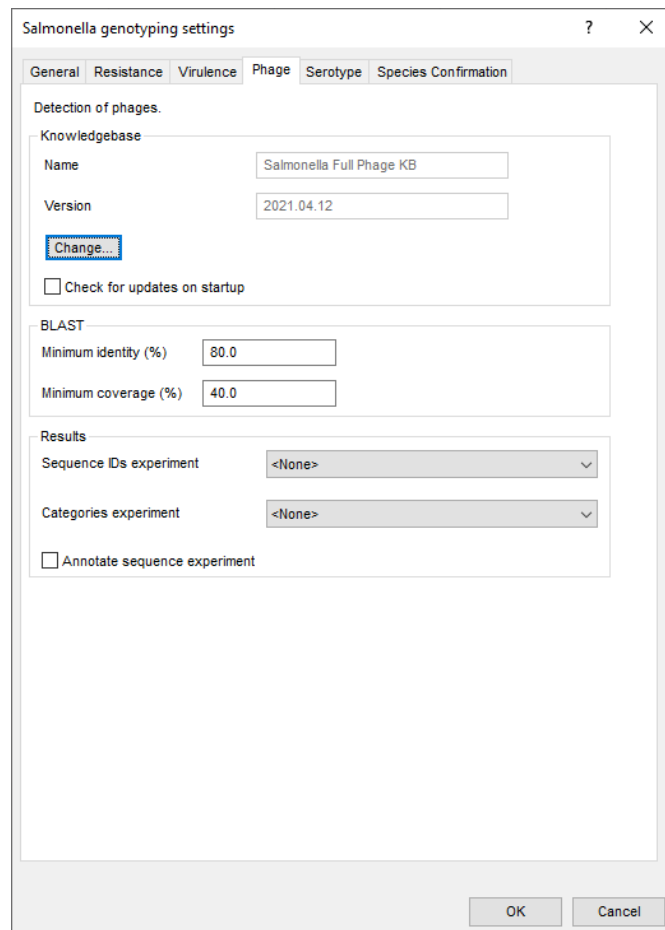 Salmonella genotyping settings ?
General Resistance Virulence Phage Serotype Species Confirmation
Detection of phages.
Knowledgebase
Name Salmonella Full Phage KB
Version 2021.04.12
Change...
Check for updates on startup
BLAST
Minimum identity (%) 80.0
Minimum coverage (%) 40.0
Results
Sequence IDs experiment <None>
Categories experiment <None>
Annotate sequence experiment
OK Cancel